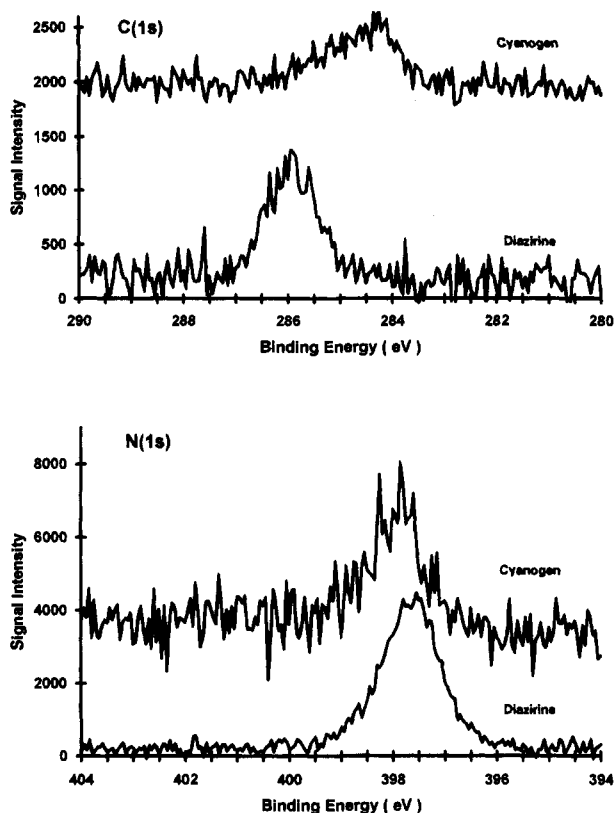 C(1s)
2500
2000
1500
1000
500
0
Signal Intensity
Cyanogen
Diazirine
290 288 286 284 282 280
Binding Energy ( eV )
N(1s)
8000
6000
4000
2000
0
Signal Intensity
Cyanogen
Diazirine
404 402 400 398 396 394
Binding Energy ( eV )